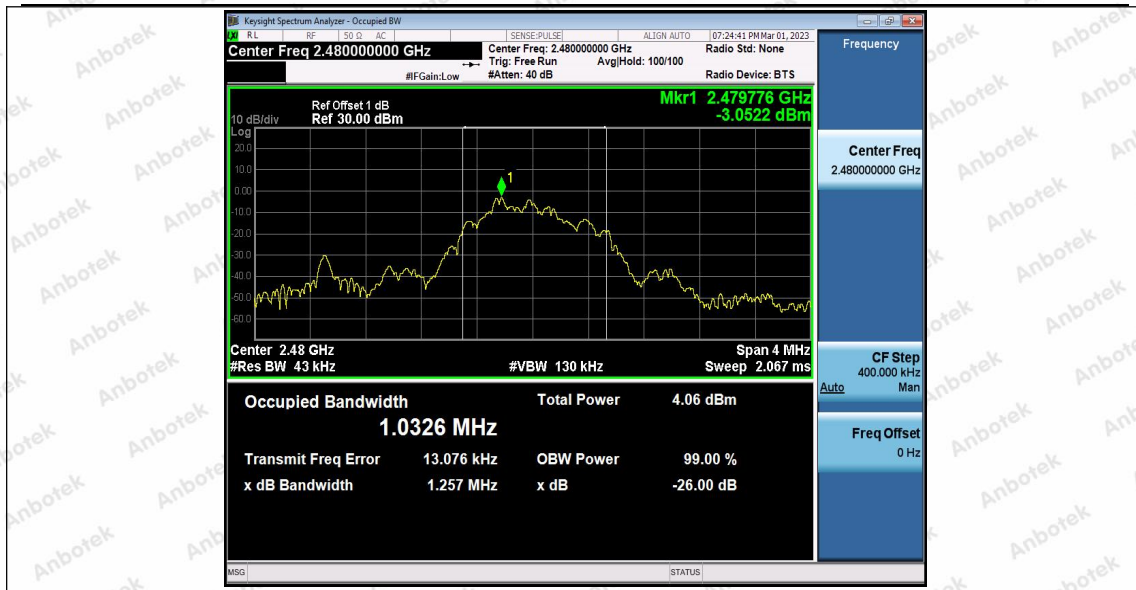 Keysight Spectrum Analyzer - Occupied BW
LXI RL RF 50 Ω AC SENSE:PULSE ALIGN AUTO 07:24:41 PM Mar 01, 2023
Center Freq 2.480000000 GHz
Center Freq: 2.480000000 GHz
Radio Std: None
Trig: Free Run Avg|Hold: 100/100
#IFGain:Low
#Atten: 40 dB
Radio Device: BTS
Ref Offset 1 dB
10 dB/div Ref 30.00 dBm
Mkr1 2.479776 GHz
-3.0522 dBm
Log
20.0
10.0
0.00
-10.0
-20.0
-30.0
-40.0
-50.0
-60.0
1
Center 2.48 GHz
Span 4 MHz
#Res BW 43 kHz
#VBW 130 kHz
Sweep 2.067 ms
Occupied Bandwidth
1.0326 MHz
Total Power 4.06 dBm
Transmit Freq Error 13.076 kHz
OBW Power 99.00 %
x dB Bandwidth 1.257 MHz
x dB -26.00 dB
MSG
STATUS
Frequency
Center Freq
2.480000000 GHz
CF Step
400.000 kHz
Auto Man
Freq Offset
0 Hz
Anbotek